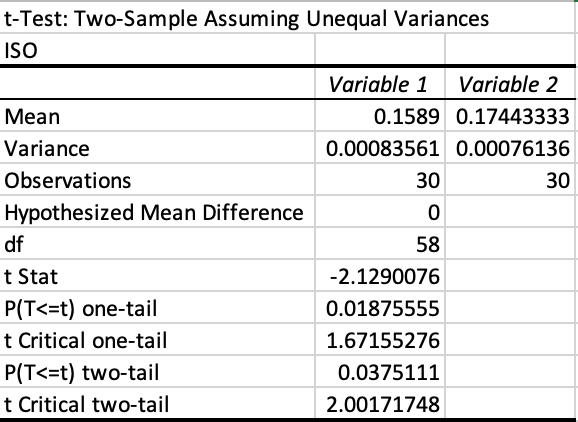 t-Test: Two-Sample Assuming Unequal Variances
ISO
Variable 1 Variable 2
Mean 0.1589 0.17443333
Variance 0.00083561 0.00076136
Observations 30 30
Hypothesized Mean Difference 0
df 58
t Stat -2.1290076
P(T<=t) one-tail 0.01875555
t Critical one-tail 1.67155276
P(T<=t) two-tail 0.0375111
t Critical two-tail 2.00171748